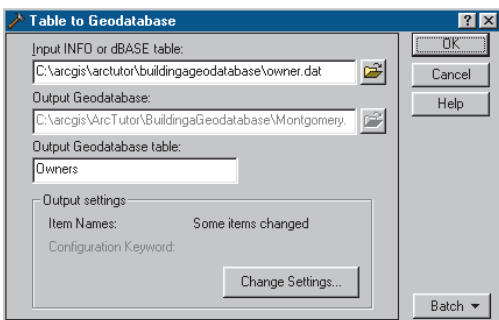 Table to Geodatabase
Input INFO or dBASE table:
C:\arcgis\arctutor\buildingageodatabase\owner.dat
Output Geodatabase:
C:\arcgis\ArcTutor\BuildingaGeodatabase\Montgomery.
Output Geodatabase table:
Owners
Output settings
Item Names: Some items changed
Configuration Keyword:
Change Settings...
OK
Cancel
Help
Batch